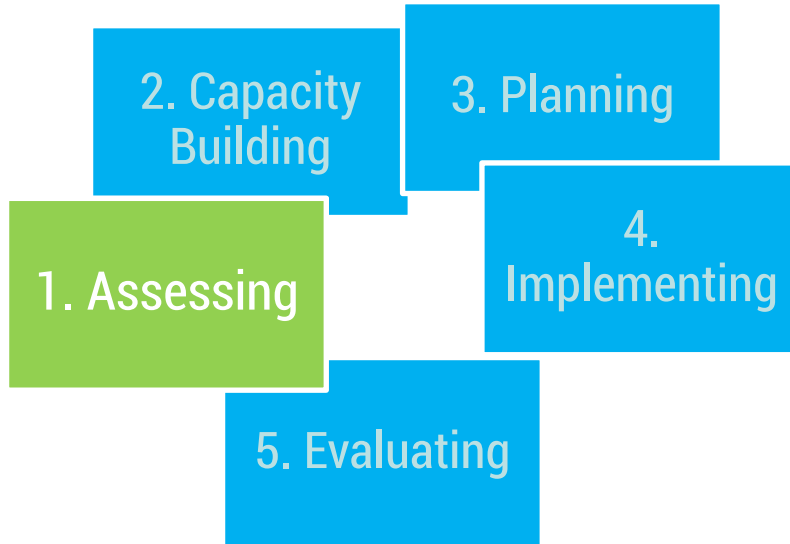 1. Assessing
2. Capacity
Building
3. Planning
4.
Implementing
5. Evaluating